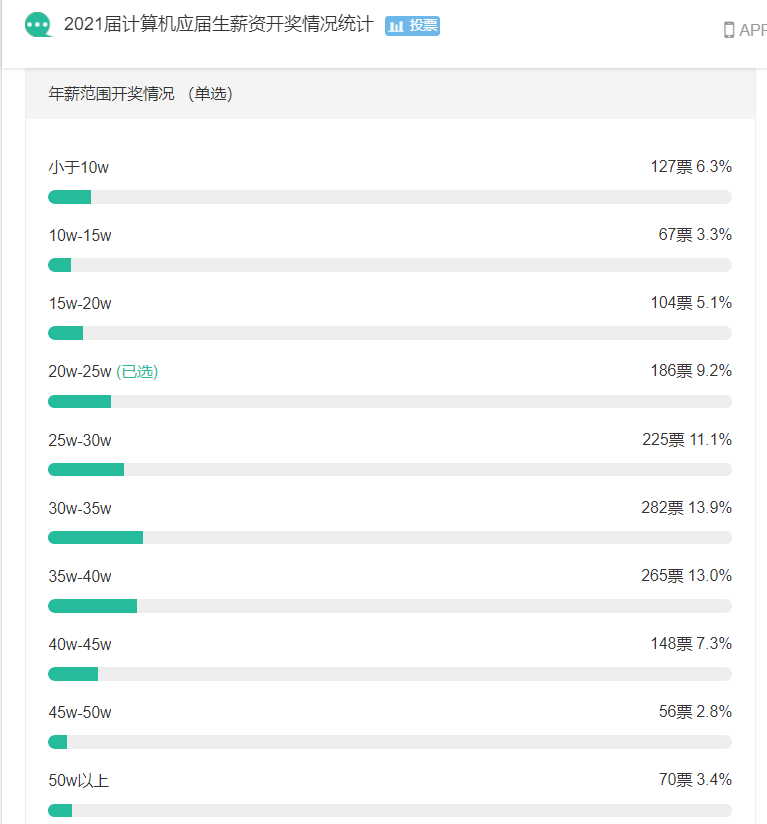 2021届计算机应届生薪资开奖情况统计 投票
APP
年薪范围开奖情况 （单选）
小于10w 127票 6.3%
10w-15w 67票 3.3%
15w-20w 104票 5.1%
20w-25w (已选) 186票 9.2%
25w-30w 225票 11.1%
30w-35w 282票 13.9%
35w-40w 265票 13.0%
40w-45w 148票 7.3%
45w-50w 56票 2.8%
50w以上 70票 3.4%